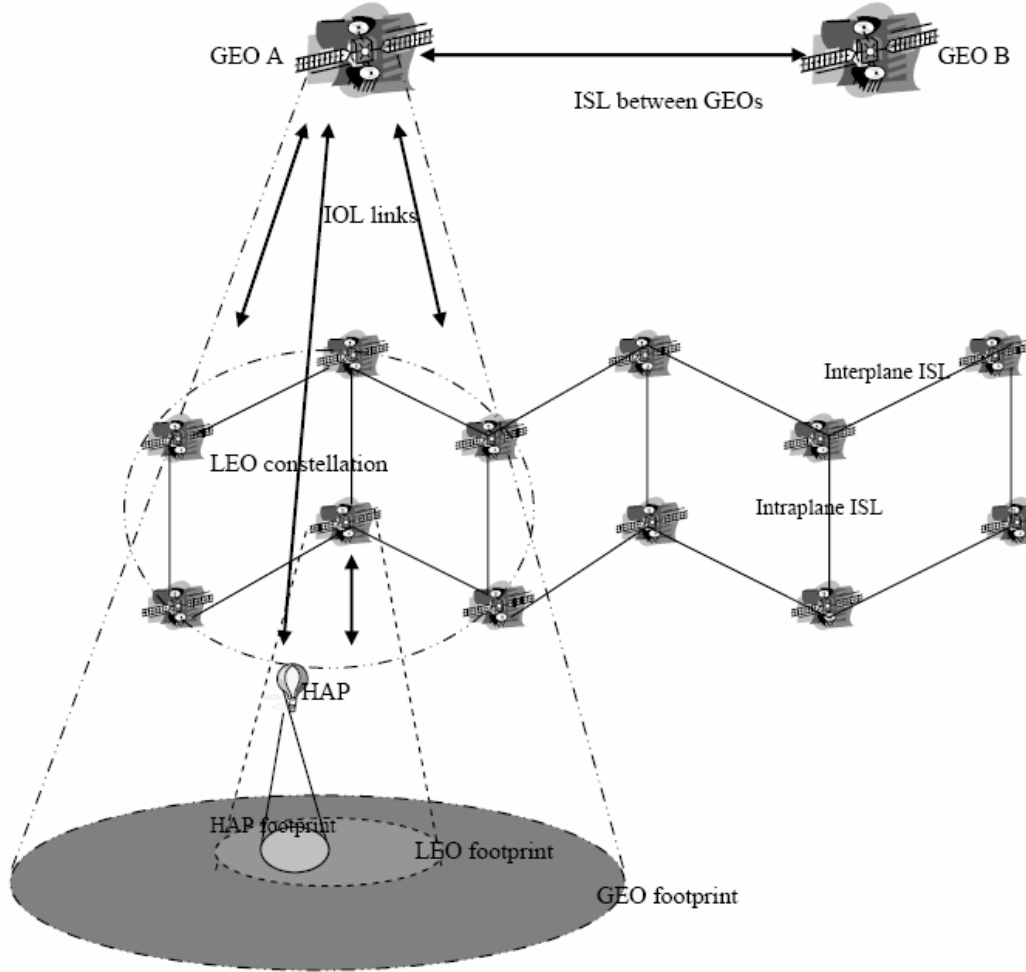 GEO A
GEO B
ISL between GEOs
IOL links
Interplane ISL
LEO constellation
Intraplane ISL
HAP
HAP footprint
LEO footprint
GEO footprint